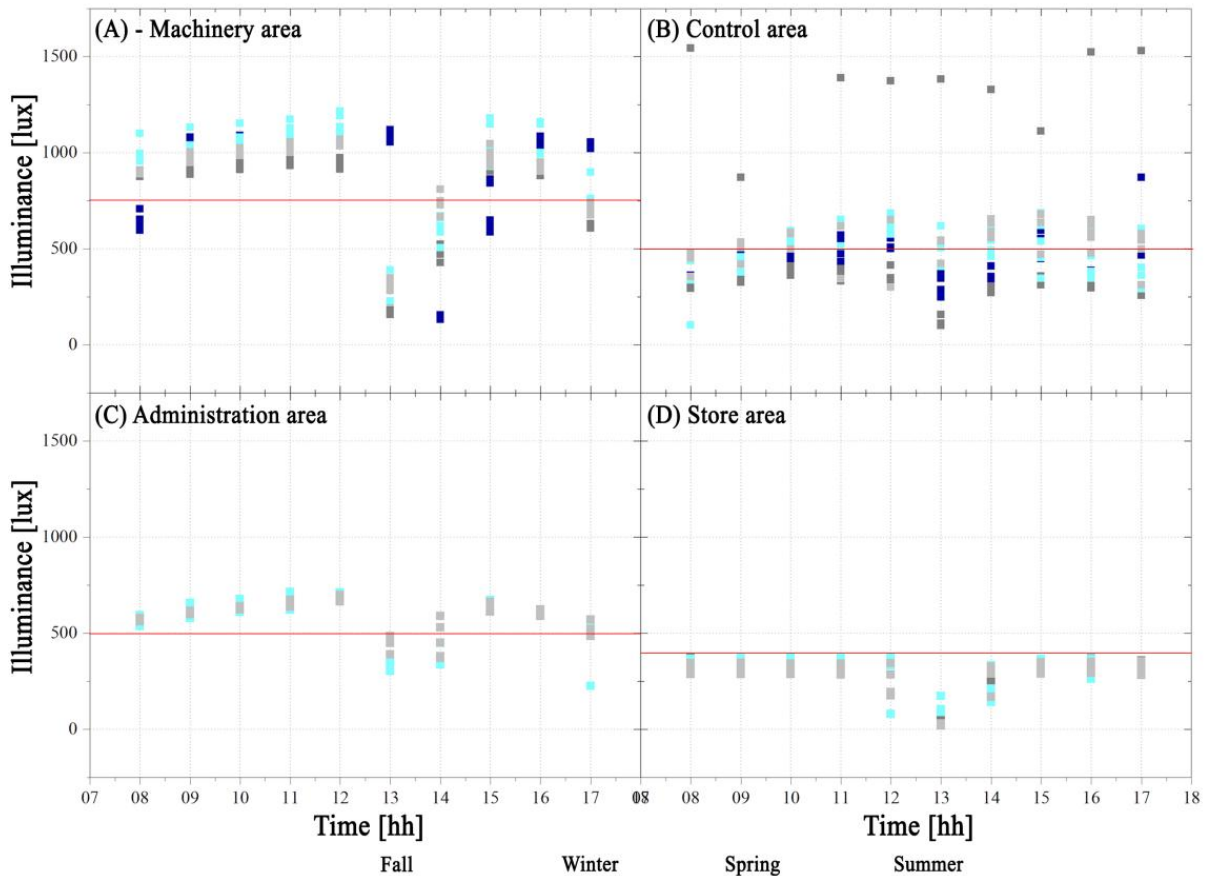 (A) - Machinery area
(B) Control area
1500
1000
500
0
Illuminance [lux]
(C) Administration area
(D) Store area
1500
1000
500
0
Illuminance [lux]
07 08 09 10 11 12 13 14 15 16 17 08 09 10 11 12 13 14 15 16 17 18
Time [hh]
Time [hh]
Fall Winter Spring Summer